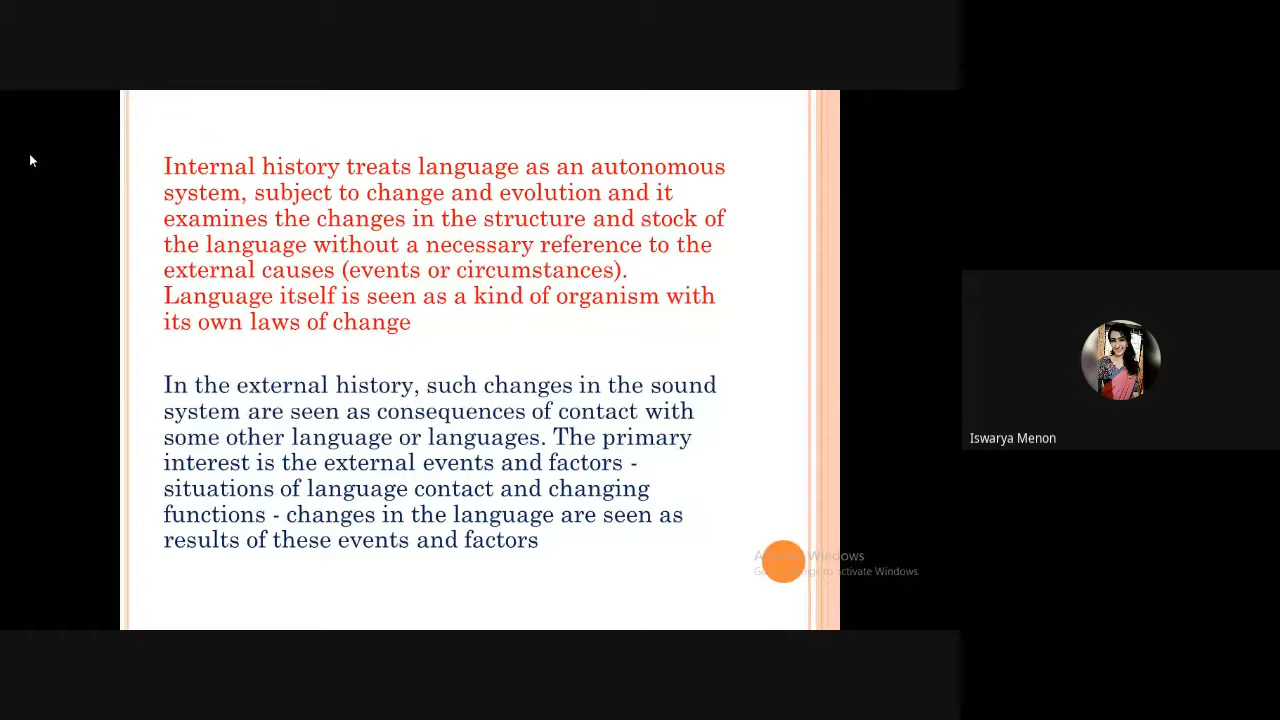 Internal history treats language as an autonomous
system, subject to change and evolution and it
examines the changes in the structure and stock of
the language without a necessary reference to the
external causes (events or circumstances).
Language itself is seen as a kind of organism with
its own laws of change
In the external history, such changes in the sound
system are seen as consequences of contact with
some other language or languages. The primary
interest is the external events and factors -
situations of language contact and changing
functions - changes in the language are seen as
results of these events and factors
Windows
activate Windows.
Iswarya Menon